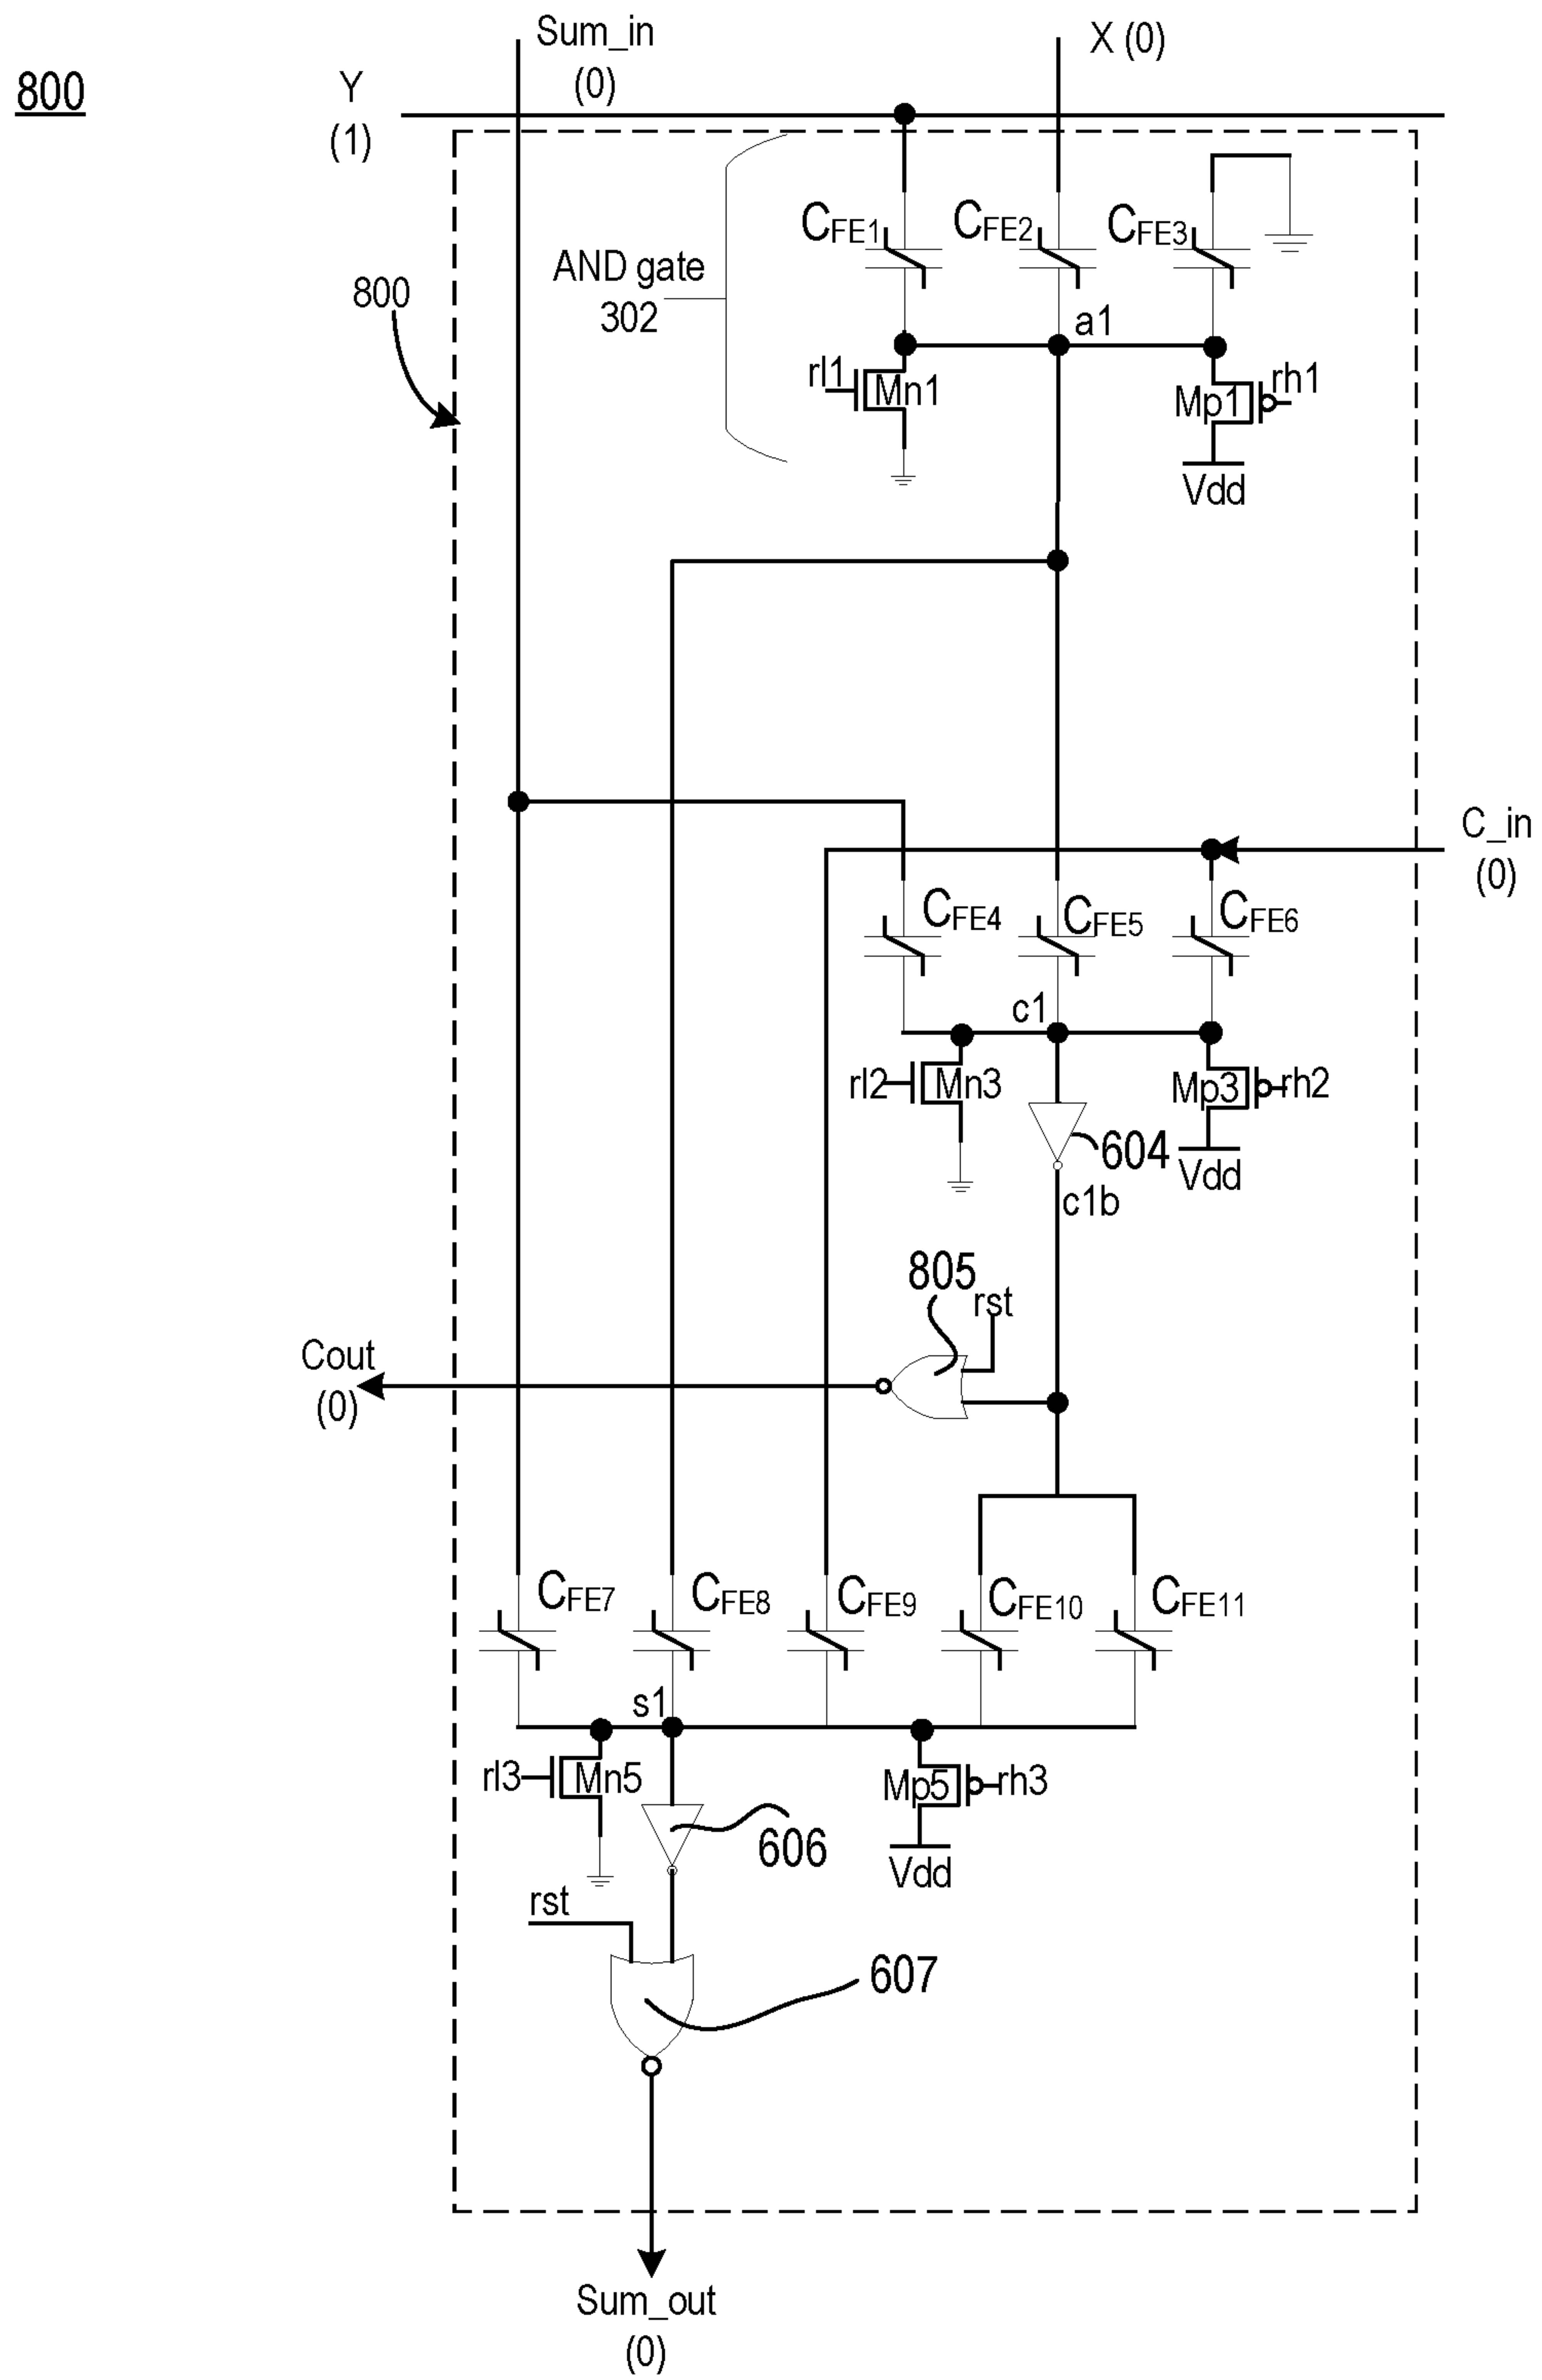 800
Y
(1)
Sum_in
(0)
X (0)
CFE1
CFE2
CFE3
AND gate
302
800
a1
rl1
Mn1
Mp1
rh1
Vdd
C_in
(0)
CFE4
CFE5
CFE6
c1
rl2
Mn3
Mp3
rh2
604
Vdd
c1b
805
rst
Cout
(0)
CFE7
CFE8
CFE9
CFE10
CFE11
s1
rl3
Mn5
Mp5
rh3
606
Vdd
rst
607
Sum_out
(0)